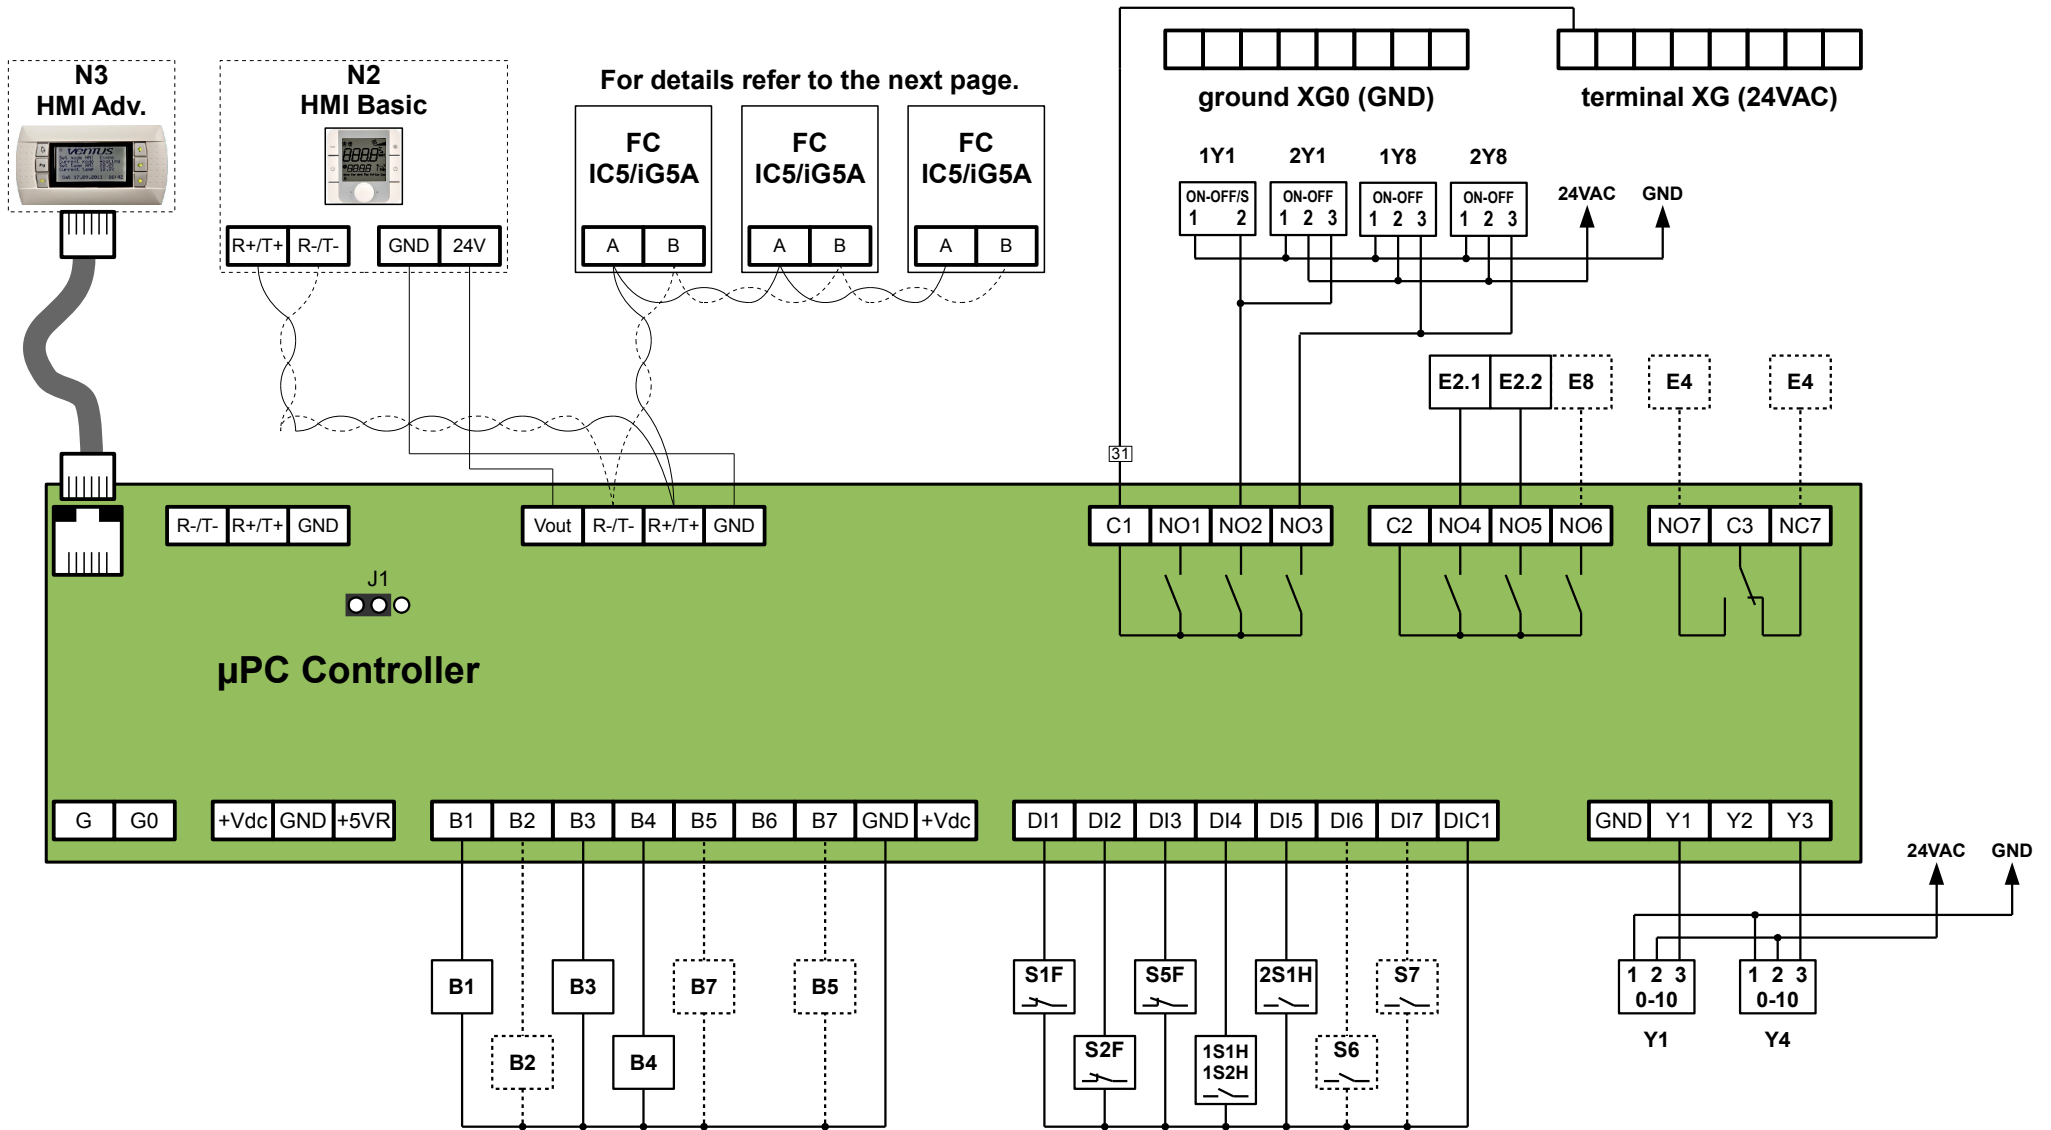 N3
HMI Adv.
VENTUS
N2
HMI Basic
R+/T+ R-/T- GND 24V
For details refer to the next page.
FC
IC5/iG5A
A B
FC
IC5/iG5A
A B
FC
IC5/iG5A
A B
ground XG0 (GND)
terminal XG (24VAC)
1Y1 2Y1 1Y8 2Y8
ON-OFF/S
1 2
ON-OFF
1 2 3
ON-OFF
1 2 3
ON-OFF
1 2 3
24VAC GND
E2.1 E2.2 E8 E4 E4
31
R-/T- R+/T+ GND
Vout R-/T- R+/T+ GND
C1 NO1 NO2 NO3
C2 NO4 NO5 NO6
NO7 C3 NC7
J1
µPC Controller
G G0
+Vdc GND +5VR
B1 B2 B3 B4 B5 B6 B7 GND +Vdc
DI1 DI2 DI3 DI4 DI5 DI6 DI7 DIC1
GND Y1 Y2 Y3
24VAC GND
B1 B3 B7 B5
B2 B4
S1F S5F 2S1H S7
S2F
1S1H
1S2H
S6
1 2 3
0-10
Y1
1 2 3
0-10
Y4